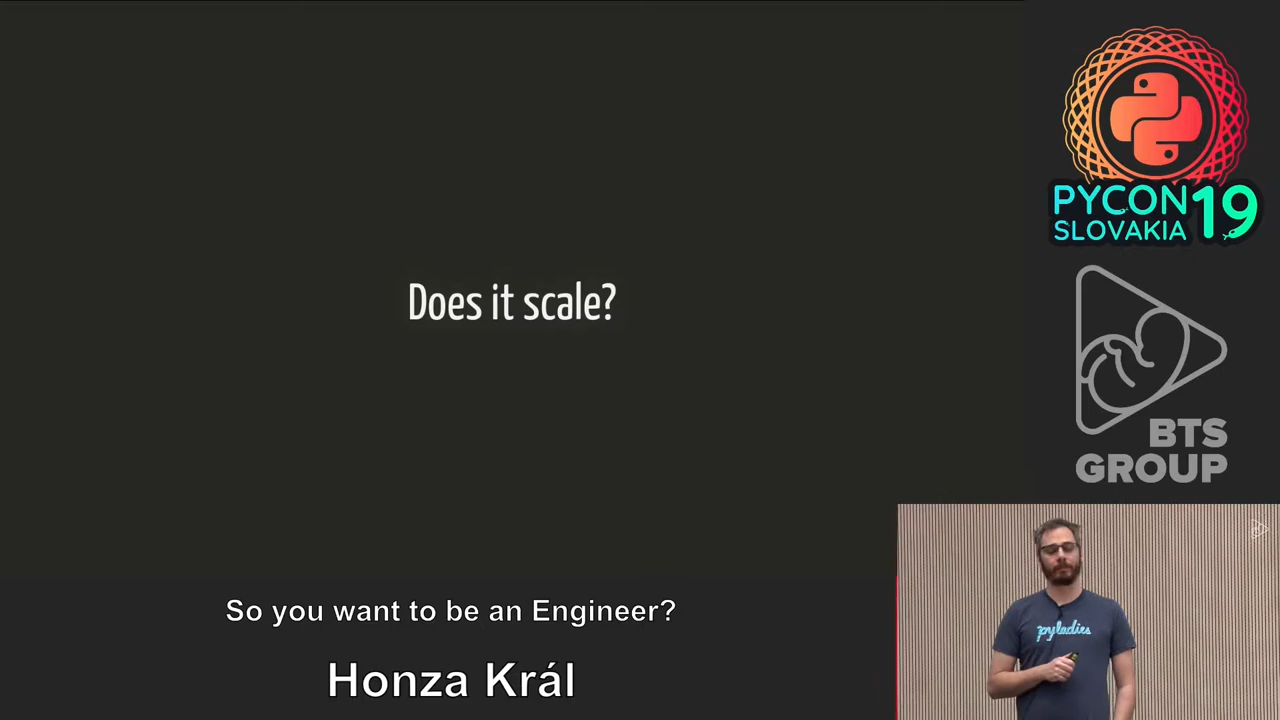 Does it scale?
PYCON 19
SLOVAKIA
BTS
GROUP
So you want to be an Engineer?
Honza Král
pyladies